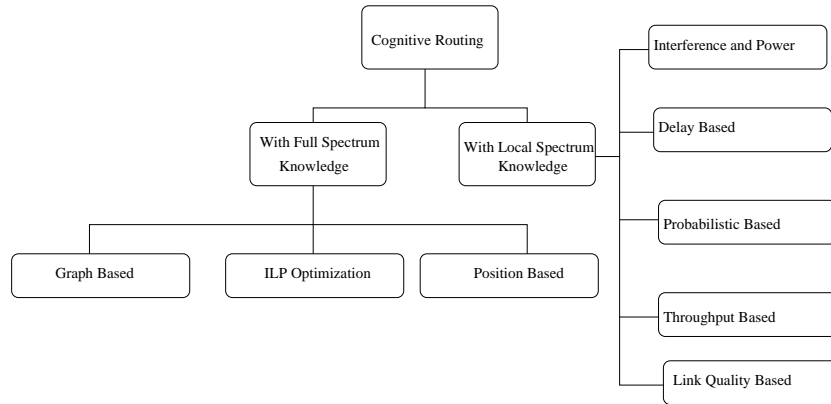 Cognitive Routing
With Full Spectrum
Knowledge
With Local Spectrum
Knowledge
Graph Based
ILP Optimization
Position Based
Interference and Power
Delay Based
Probabilistic Based
Throughput Based
Link Quality Based